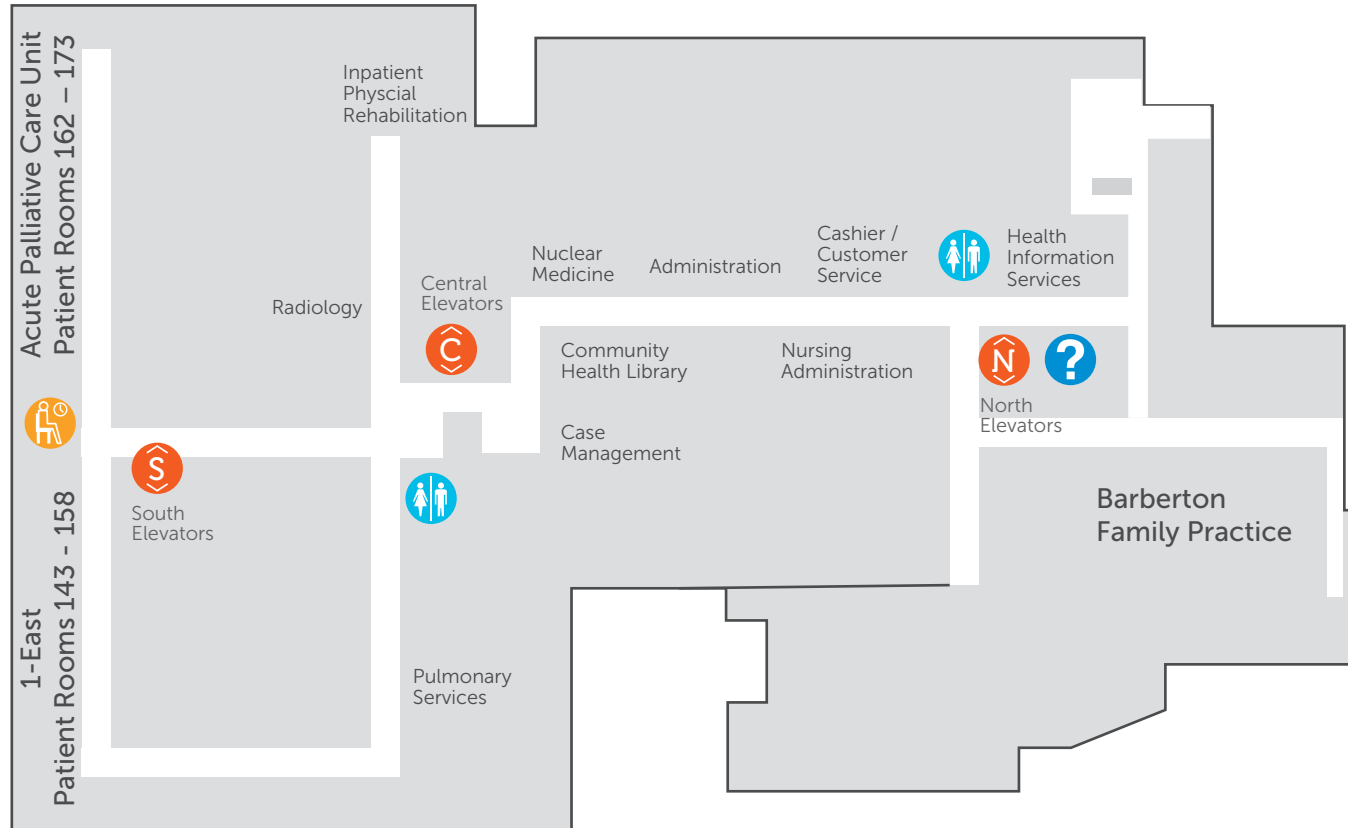 Acute Palliative Care Unit
Patient Rooms 162 – 173
1-East
Patient Rooms 143 - 158
Inpatient
Physcial
Rehabilitation
Radiology
Central
Elevators
C
Nuclear
Medicine
Administration
Cashier /
Customer
Service
Health
Information
Services
Community
Health Library
Nursing
Administration
N
?
North
Elevators
Case
Management
S
South
Elevators
Barberton
Family Practice
Pulmonary
Services